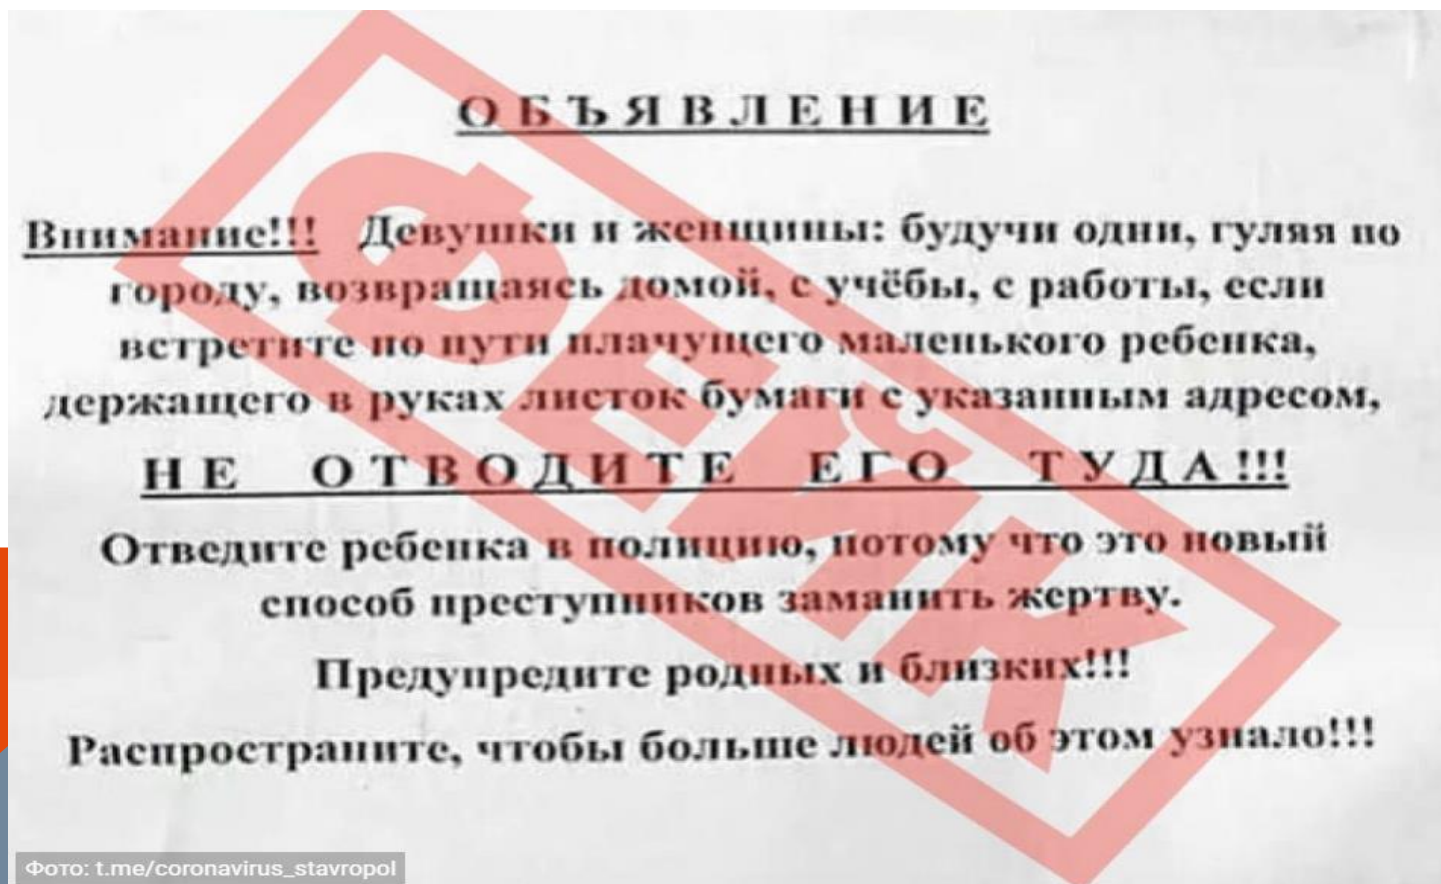 ОБЪЯВЛЕНИЕ
Внимание!!! Девушки и женщины: будучи одни, гуляя по
городу, возвращаясь домой, с учёбы, с работы, если
встретите по пути плачущего маленького ребенка,
держащего в руках листок бумаги с указанным адресом,
НЕ ОТВОДИТЕ ЕГО ТУДА!!!
Отведите ребенка в полицию, потому что это новый
способ преступников заманить жертву.
Предупредите родных и близких!!!
Распространите, чтобы больше людей об этом узнало!!!
ФЕЙК
Фото: t.me/coronavirus_stavropol